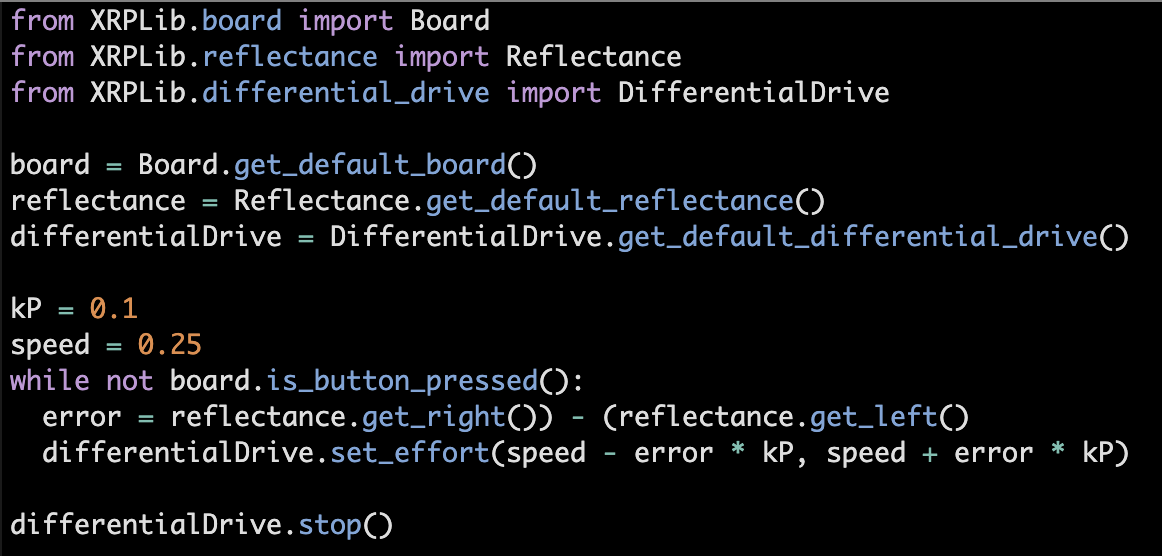 from XRPLib.board import Board
from XRPLib.reflectance import Reflectance
from XRPLib.differential_drive import DifferentialDrive

board = Board.get_default_board()
reflectance = Reflectance.get_default_reflectance()
differentialDrive = DifferentialDrive.get_default_differential_drive()

kP = 0.1
speed = 0.25
while not board.is_button_pressed():
  error = reflectance.get_right()) - (reflectance.get_left()
  differentialDrive.set_effort(speed - error * kP, speed + error * kP)

differentialDrive.stop()